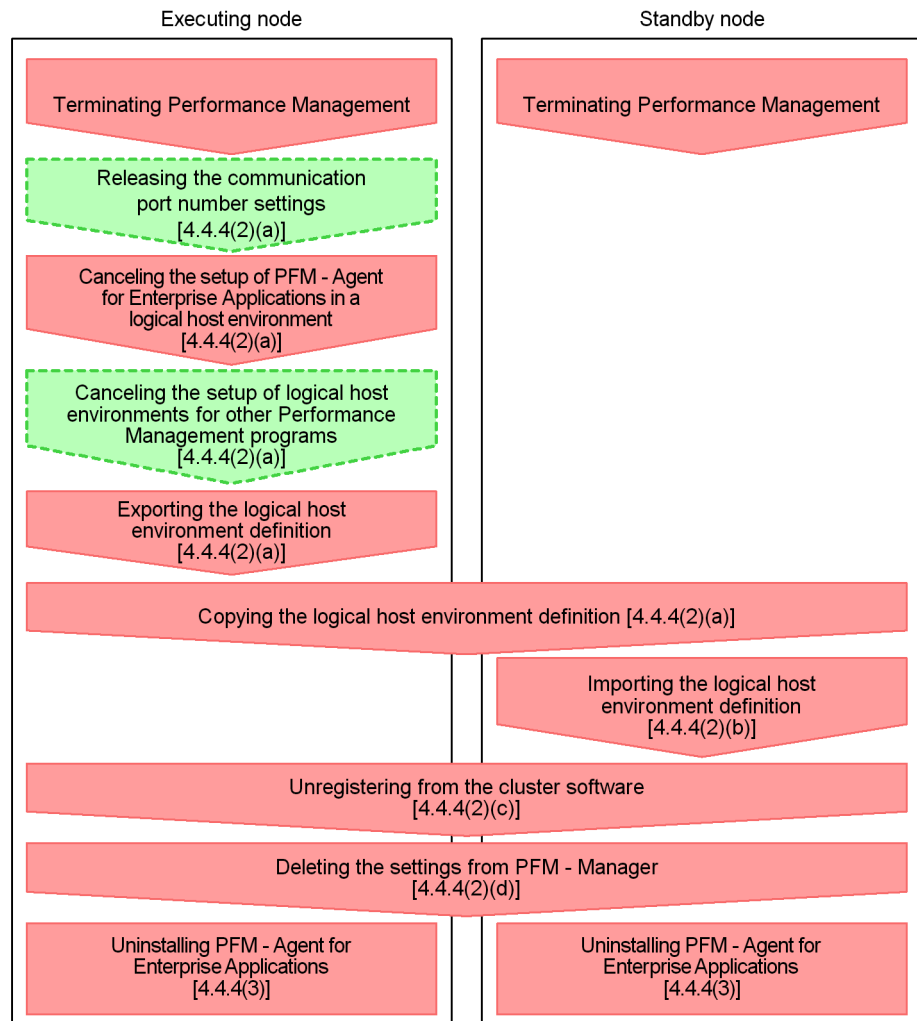 Executing node
Standby node
Terminating Performance Management
Terminating Performance Management
Releasing the communication
port number settings
[4.4.4(2)(a)]
Canceling the setup of PFM - Agent
for Enterprise Applications in a
logical host environment
[4.4.4(2)(a)]
Canceling the setup of logical host
environments for other Performance
Management programs
[4.4.4(2)(a)]
Exporting the logical host
environment definition
[4.4.4(2)(a)]
Copying the logical host environment definition [4.4.4(2)(a)]
Importing the logical host
environment definition
[4.4.4(2)(b)]
Unregistering from the cluster software
[4.4.4(2)(c)]
Deleting the settings from PFM - Manager
[4.4.4(2)(d)]
Uninstalling PFM - Agent for
Enterprise Applications
[4.4.4(3)]
Uninstalling PFM - Agent for
Enterprise Applications
[4.4.4(3)]